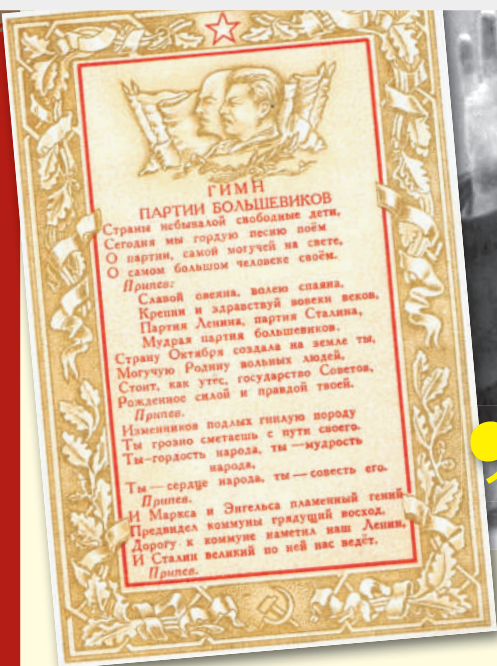 ГИМН
ПАРТИИ БОЛЬШЕВИКОВ
Страны небывалой свободные дети,
Сегодня мы гордую песню поём
О партии, самой могучей на свете,
О самом большом человеке своём.
Припев:
Славой овеяна, волею спаяна,
Крепни и здравствуй вовеки веков,
Партия Ленина, партия Сталина,
Мудрая партия большевиков.
Страну Октября создала на земле ты,
Могучую Родину вольных людей,
Стоит, как утёс, государство Советов,
Рожденное силой и правдой твоей.
Припев.
Изменников подлых гнилую породу
Ты грозно сметаешь с пути своего.
Ты—гордость народа, ты—мудрость
народа,
Ты—сердце народа, ты—совесть его.
Припев.
И Маркса и Энгельса пламенный гений
Предвидел коммуны грядущий восход.
Дорогу к коммуне наметил наш Ленин,
И Сталин великий по ней нас ведёт.
Припев.